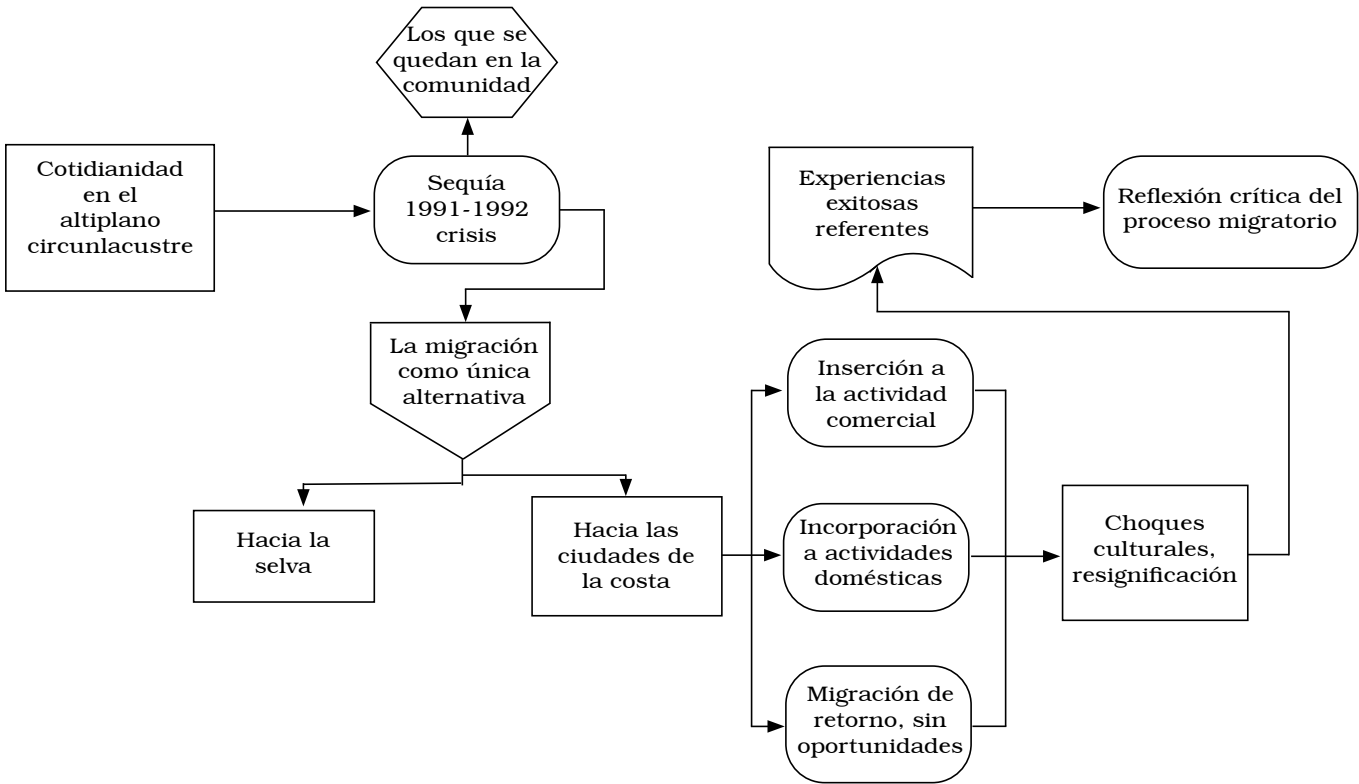 Los que se
quedan en la
comunidad
Cotidianidad
en el
altiplano
circunlacustre
Sequía
1991-1992
crisis
Experiencias
exitosas
referentes
Reflexión crítica del
proceso migratorio
La migración
como única
alternativa
Inserción a
la actividad
comercial
Hacia la
selva
Hacia las
ciudades de
la costa
Incorporación
a actividades
domésticas
Choques
culturales,
resignificación
Migración de
retorno, sin
oportunidades